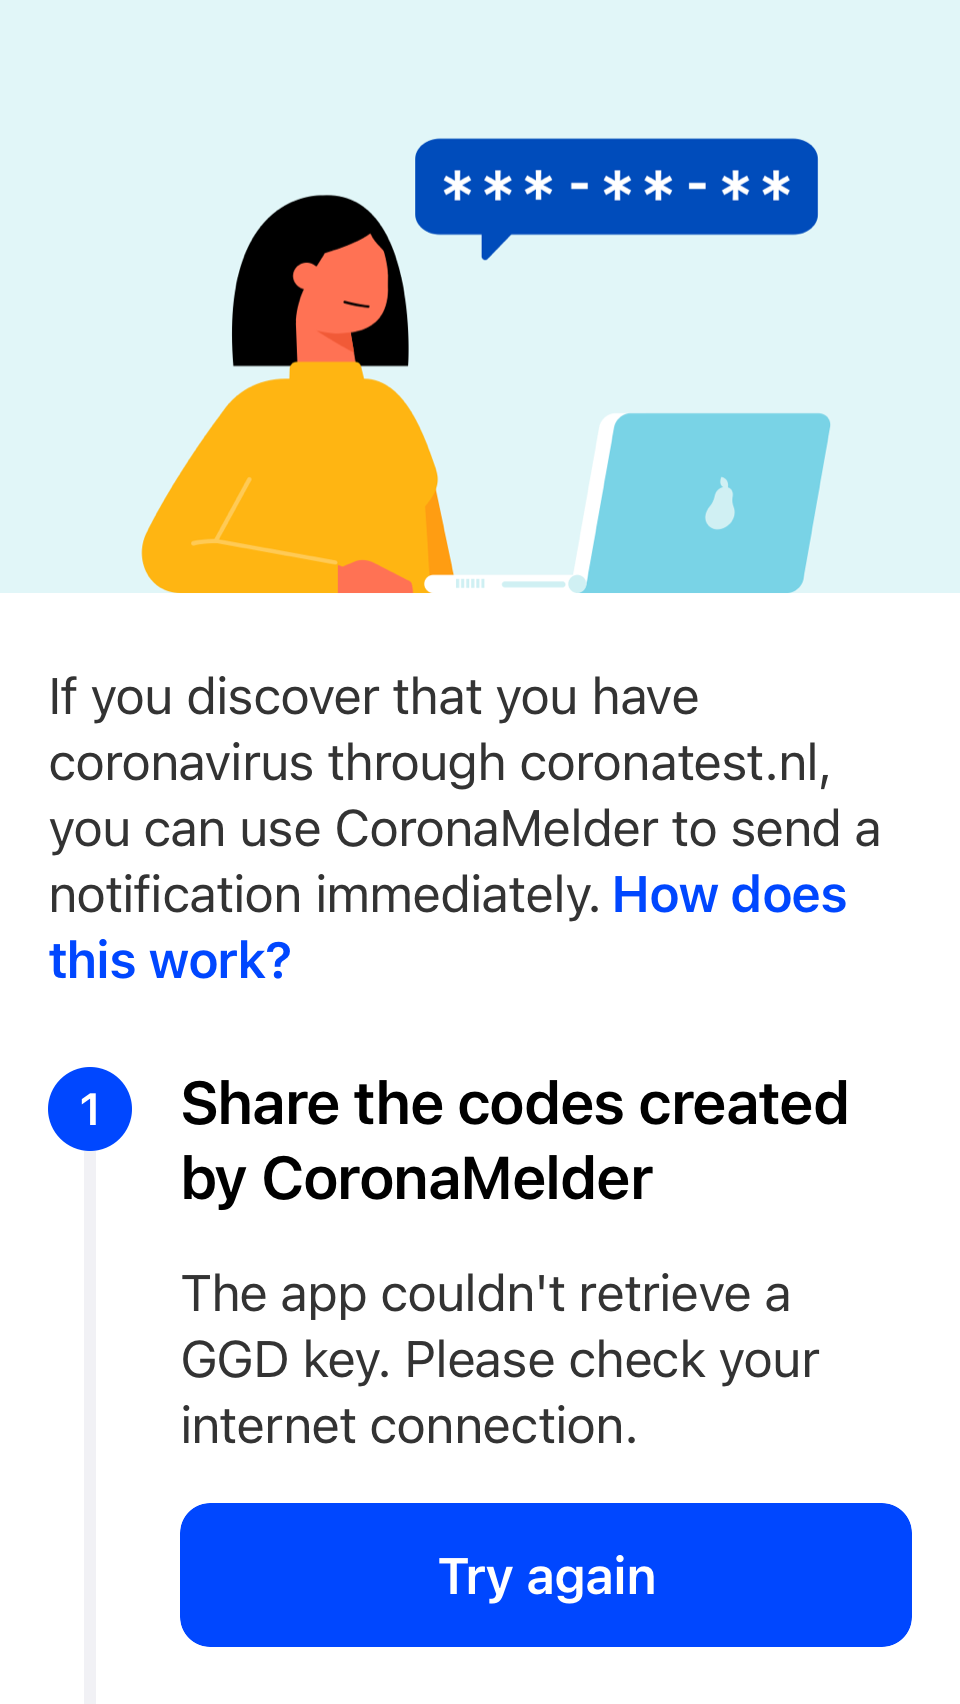 ***-**-**
If you discover that you have
coronavirus through coronatest.nl,
you can use CoronaMelder to send a
notification immediately. How does
this work?
1
Share the codes created
by CoronaMelder
The app couldn't retrieve a
GGD key. Please check your
internet connection.
Try again